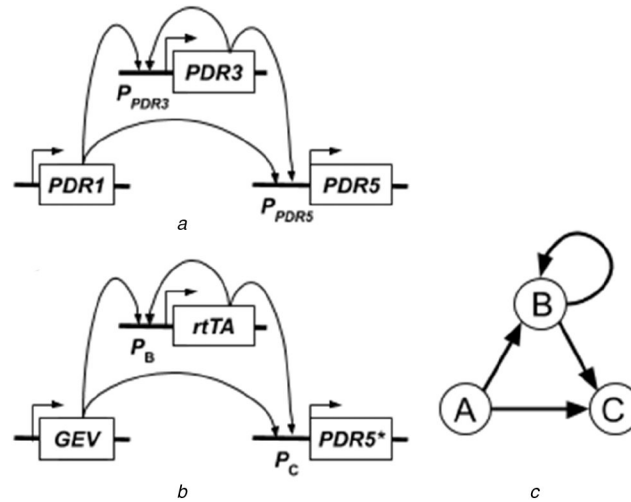 PDR3
P_PDR3
PDR1
PDR5
P_PDR5
a
rtTA
P_B
GEV
PDR5*
P_C
b
B
A
C
c